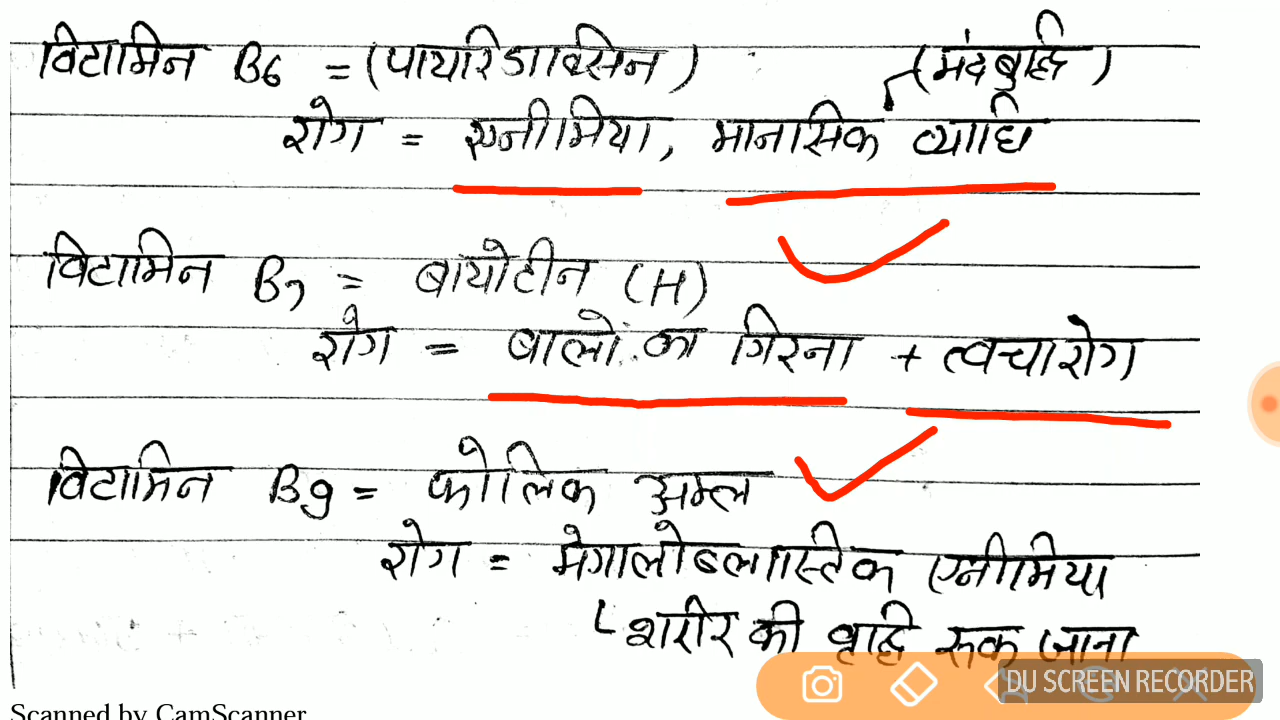 विटामिन B6 = (पायरिडाक्सिन) (मंदबुद्धि)
रोग = एनीमिया, मानसिक व्याधि
विटामिन B7 = बायोटीन (H)
रोग = बालो का गिरना + त्वचा रोग
विटामिन B9 = फोलिक अम्ल
रोग = मेगालोब्लास्टिक एनीमिया
शरीर की वृद्धि रुक जाना
DU SCREEN RECORDER
Scanned by CamScanner